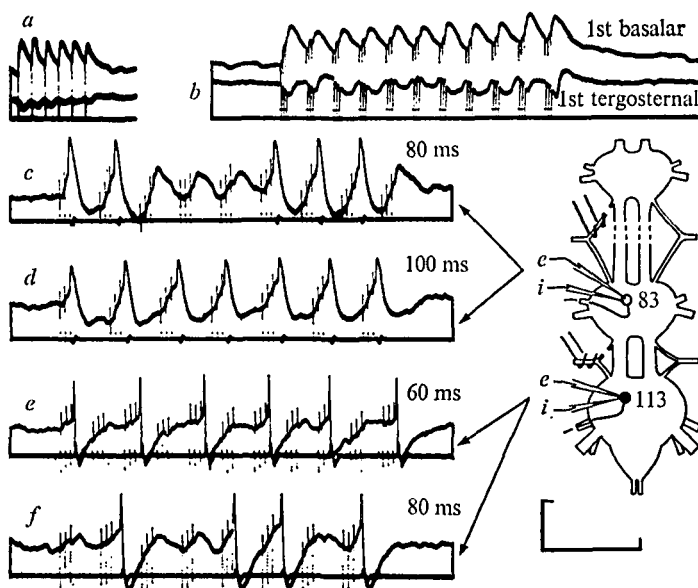 a
1st basalar
b
1st tergosternal
c
80 ms
d
100 ms
e
i
83
e
60 ms
e
i
113
f
80 ms